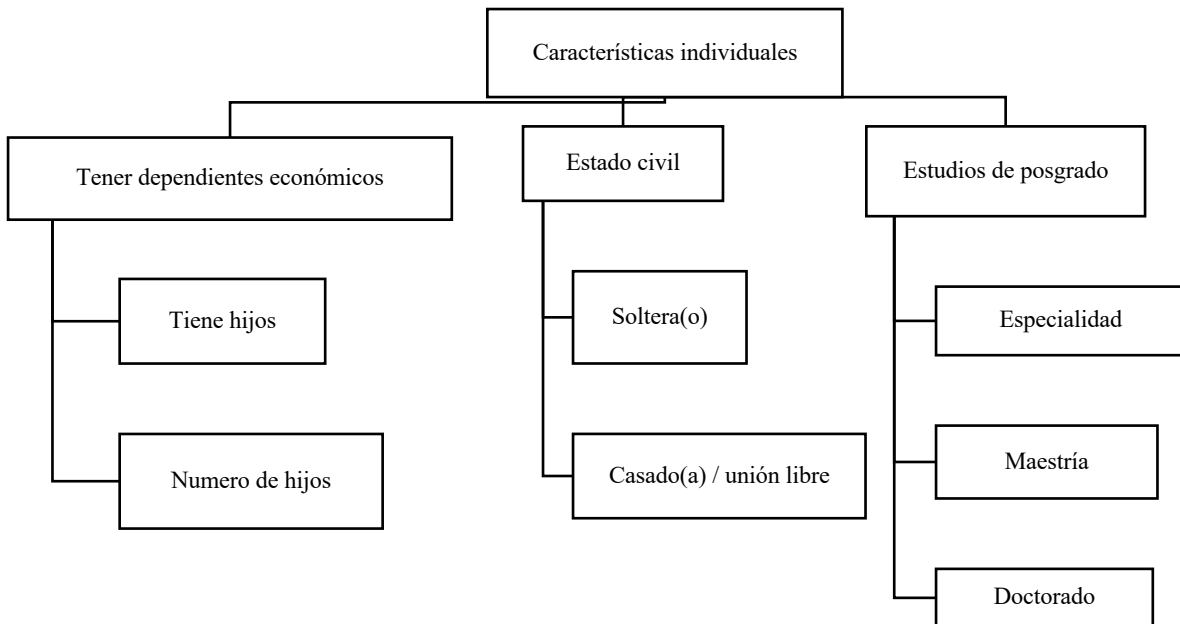 Características individuales
Tener dependientes económicos
Estado civil
Estudios de posgrado
Tiene hijos
Soltera(o)
Especialidad
Numero de hijos
Casado(a) / unión libre
Maestría
Doctorado